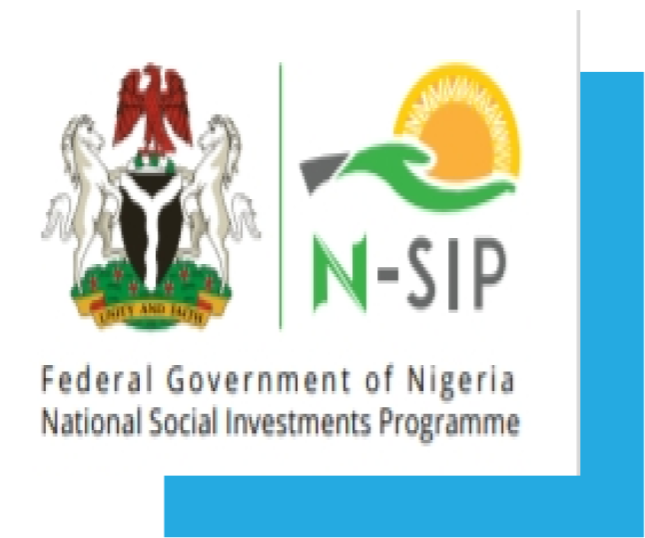 UNITY AND FAITH
N-SIP
Federal Government of Nigeria
National Social Investments Programme